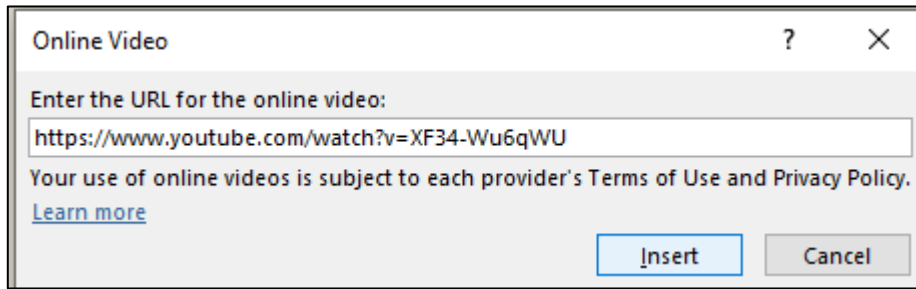 Online Video ? ✕
Enter the URL for the online video:
https://www.youtube.com/watch?v=XF34-Wu6qWU
Your use of online videos is subject to each provider's Terms of Use and Privacy Policy.
Learn more
Insert Cancel